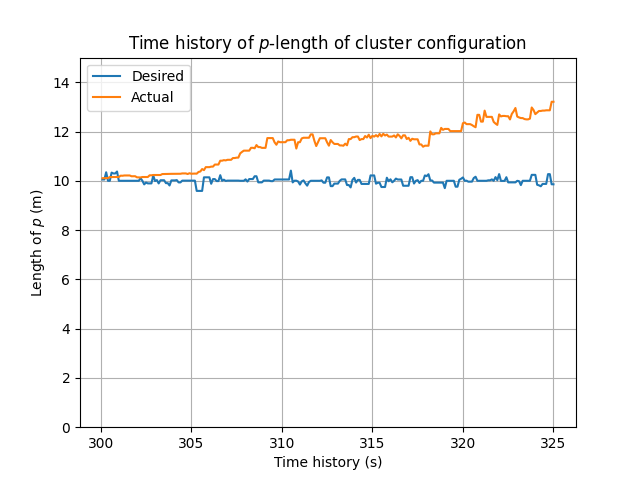 Time history of p-length of cluster configuration
Desired
Actual
Length of p (m)
14
12
10
8
6
4
2
0
300
305
310
315
320
325
Time history (s)